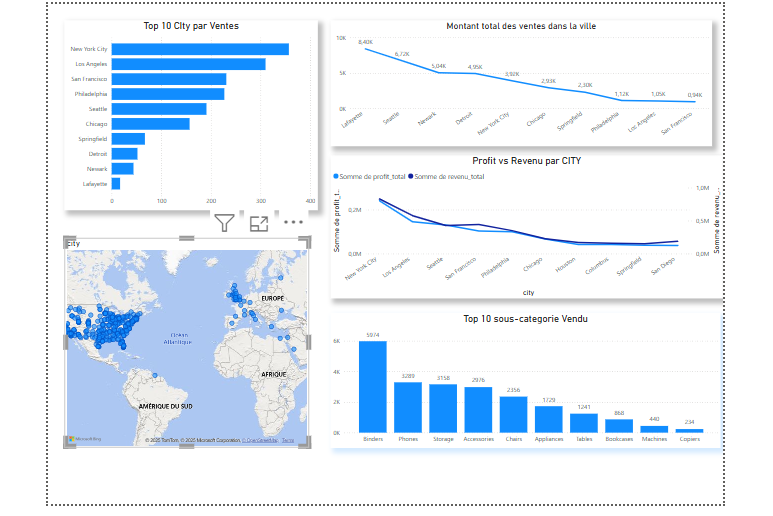 Top 10 City par Ventes
New York City
Los Angeles
San Francisco
Philadelphia
Seattle
Chicago
Springfield
Detroit
Newark
Lafayette
0 100 200 300 400
Montant total des ventes dans la ville
10K
5K
0K
8,40K 6,72K 5,04K 4,95K 3,92K 2,93K 2,30K 1,12K 1,05K 0,94K
Lafayette Seattle Newark Detroit New York City Chicago Springfield Philadelphia Los Angeles San Francisco
Profit vs Revenu par CITY
Somme de profit_total Somme de revenu_total
Somme de profit_t...
0,2M
0,0M
1,0M
0,5M
0,0M
Somme de revenu_...
New York City Los Angeles Seattle San Francisco Philadelphia Chicago Houston Columbus Springfield San Diego
city
city
EUROPE
Océan
Atlantique
AFRIQUE
AMÉRIQUE DU SUD
Microsoft Bing
© 2025 TomTom, © 2025 Microsoft Corporation, © OpenStreetMap Terms
Top 10 sous-categorie Vendu
6K
4K
2K
0K
5974 3289 3158 2976 2356 1729 1241 868 440 234
Binders Phones Storage Accessories Chairs Appliances Tables Bookcases Machines Copiers